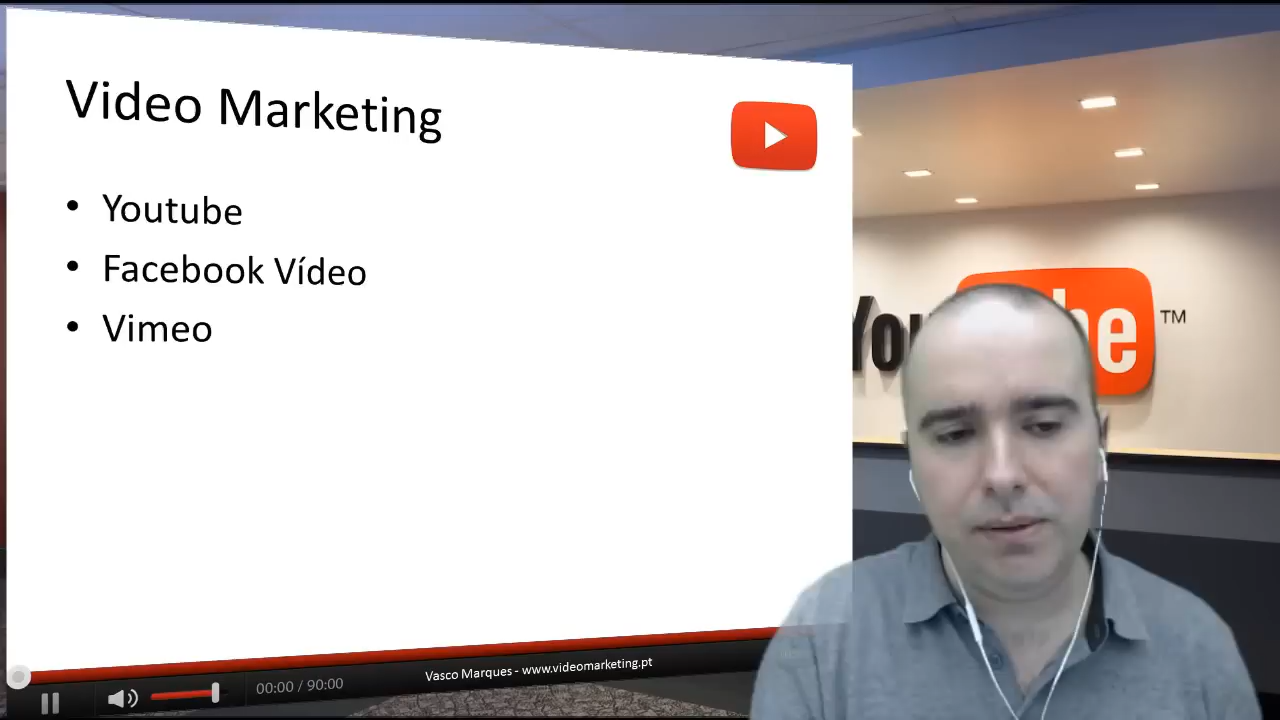 Video Marketing
• Youtube
• Facebook Vídeo
• Vimeo
You be TM
00:00 / 90:00
Vasco Marques - www.videomarketing.pt